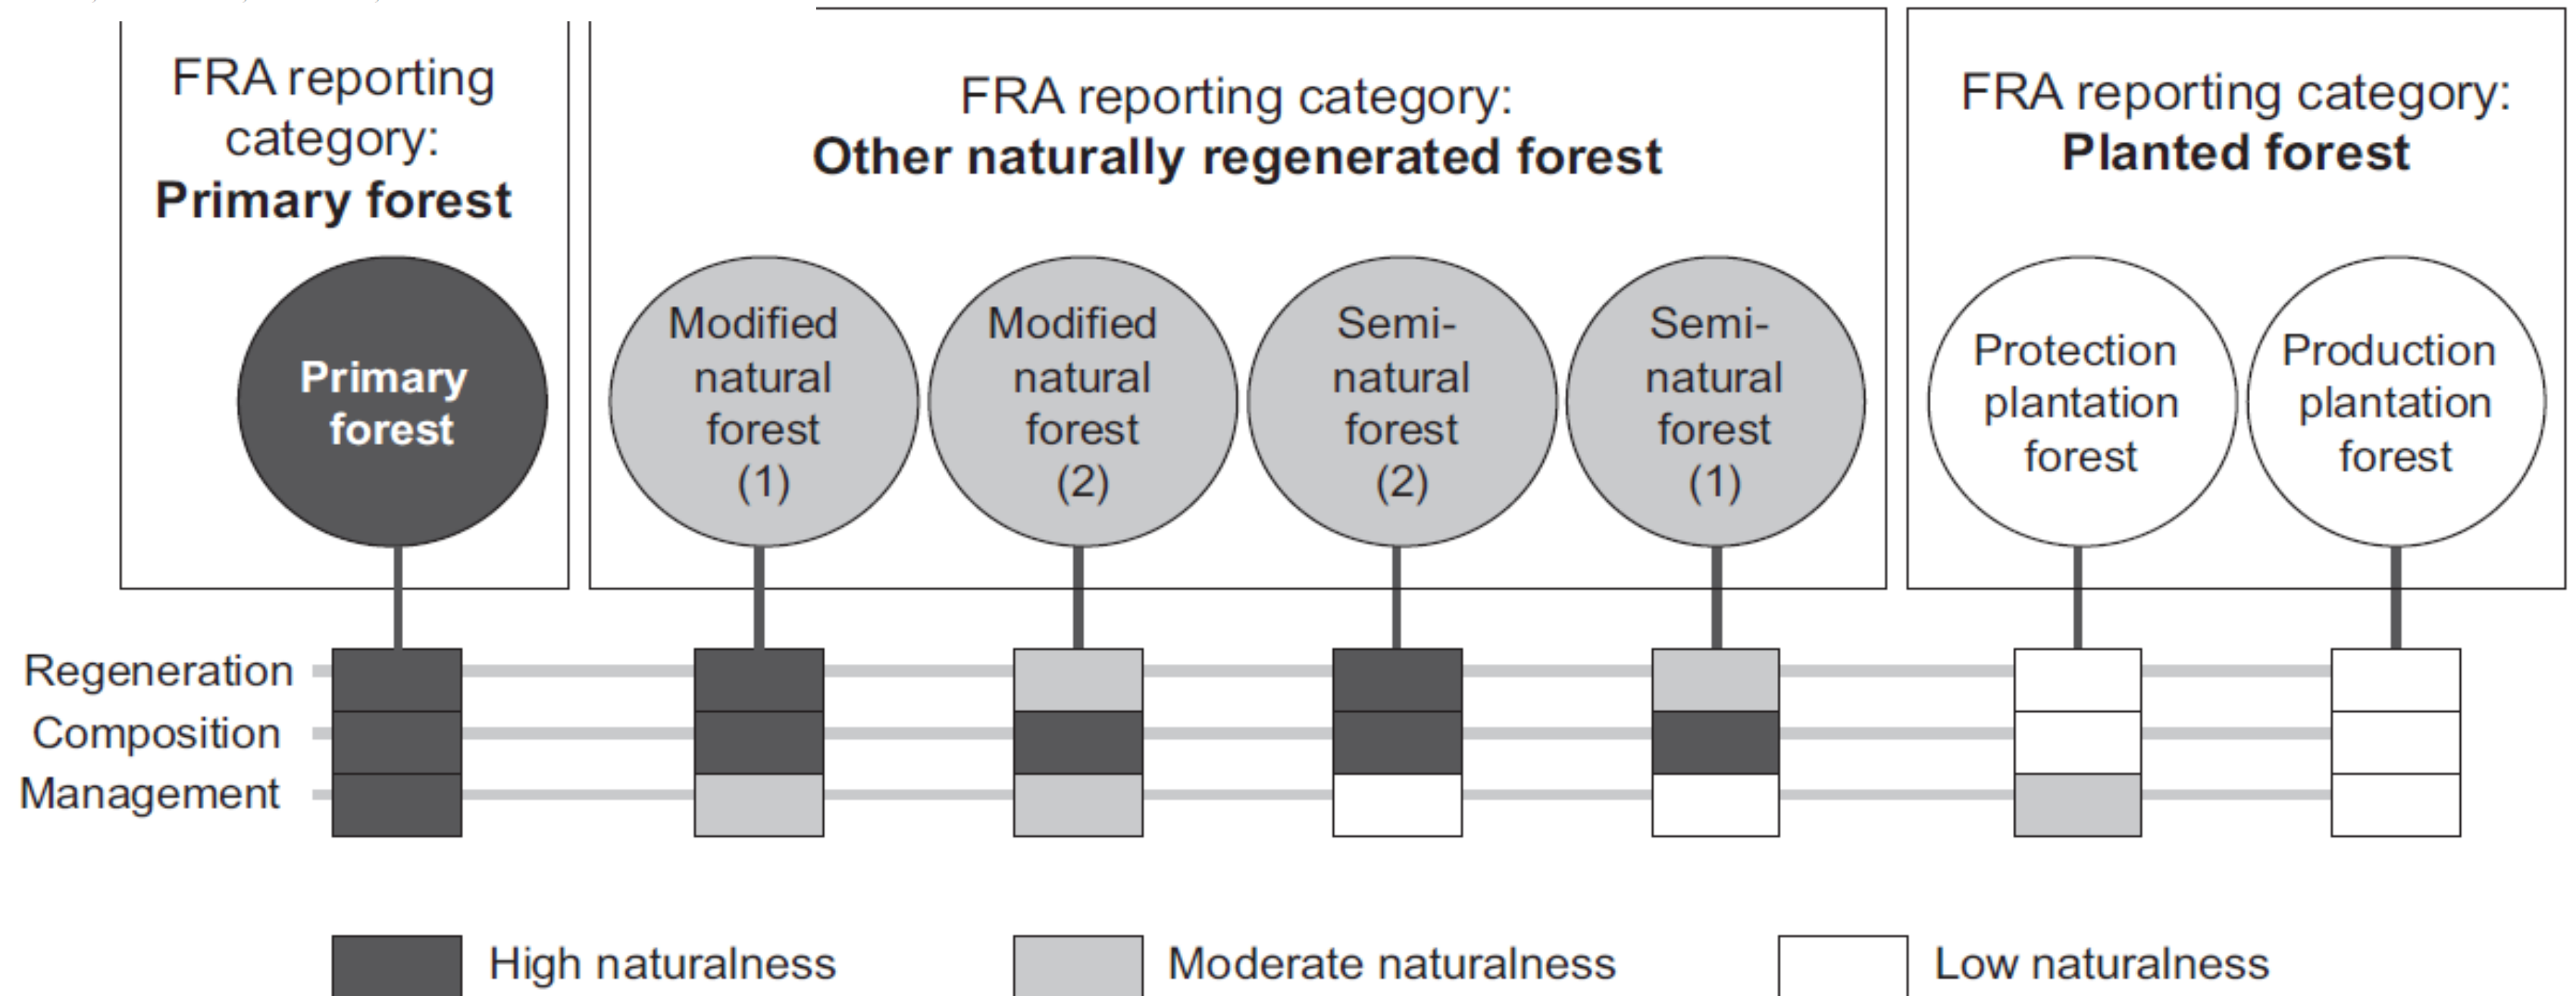 FRA reporting
category:
Primary forest
FRA reporting category:
Other naturally regenerated forest
FRA reporting category:
Planted forest
Primary
forest
Modified
natural
forest
(1)
Modified
natural
forest
(2)
Semi-
natural
forest
(2)
Semi-
natural
forest
(1)
Protection
plantation
forest
Production
plantation
forest
Regeneration
Composition
Management
High naturalness
Moderate naturalness
Low naturalness